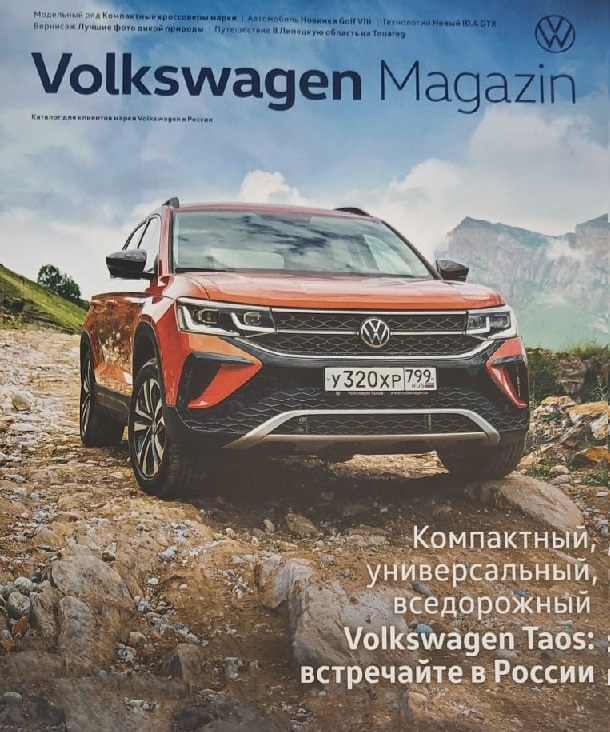 Модельный ряд Компактные кроссоверы марки | Автомобиль Новинки Golf VIII | Технологии Новый ID.4 GTX
Вернисаж Лучшие фото дикой природы | Путешествие В Липецкую область на Touareg
Volkswagen Magazin
Каталог для клиентов марки Volkswagen в России
У320ХР 799
RUS
Компактный,
универсальный,
вседорожный
Volkswagen Taos:
встречайте в России